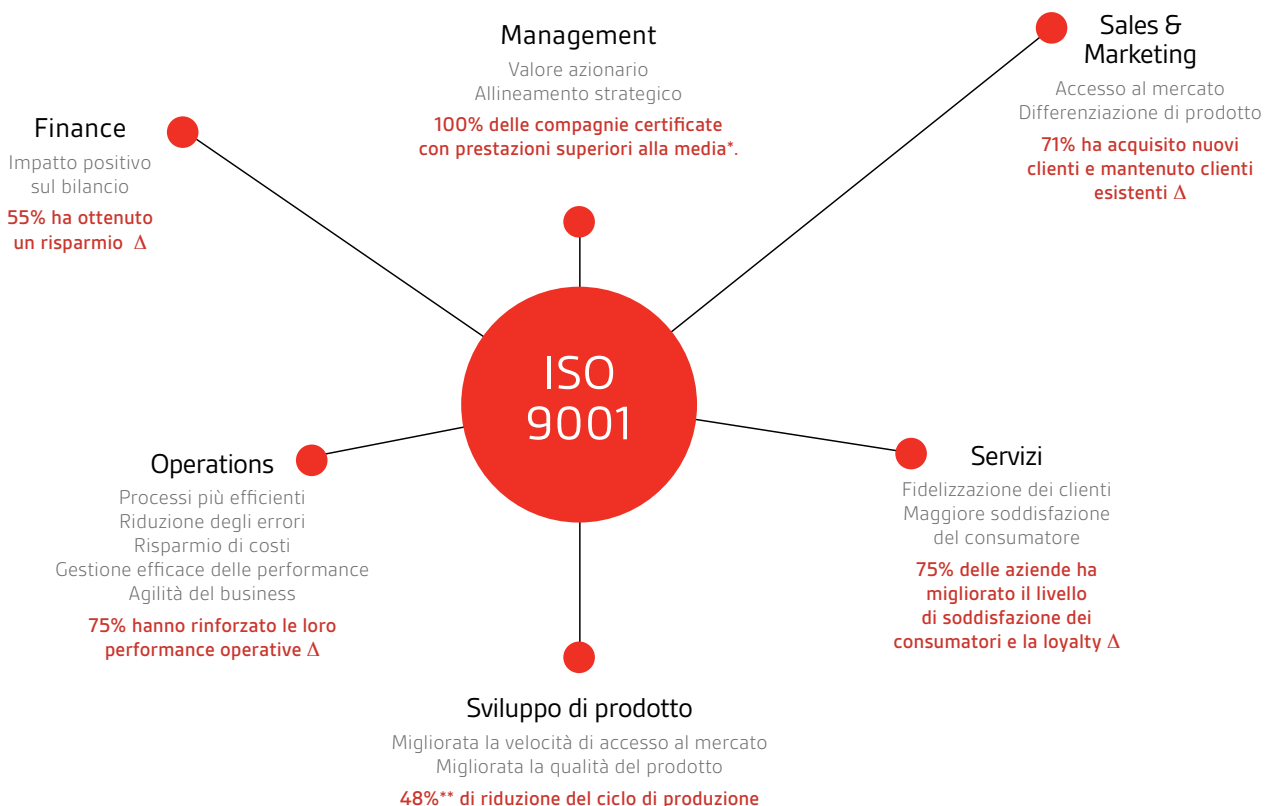 Management
Valore azionario
Allineamento strategico
100% delle compagnie certificate
con prestazioni superiori alla media*.
Sales &
Marketing
Accesso al mercato
Differenziazione di prodotto
71% ha acquisito nuovi
clienti e mantenuto clienti
esistenti Δ
Finance
Impatto positivo
sul bilancio
55% ha ottenuto
un risparmio Δ
ISO
9001
Operations
Processi più efficienti
Riduzione degli errori
Risparmio di costi
Gestione efficace delle performance
Agilità del business
75% hanno rinforzato le loro
performance operative Δ
Servizi
Fidelizzazione dei clienti
Maggiore soddisfazione
del consumatore
75% delle aziende ha
migliorato il livello
di soddisfazione dei
consumatori e la loyalty Δ
Sviluppo di prodotto
Migliorata la velocità di accesso al mercato
Migliorata la qualità del prodotto
48%** di riduzione del ciclo di produzione